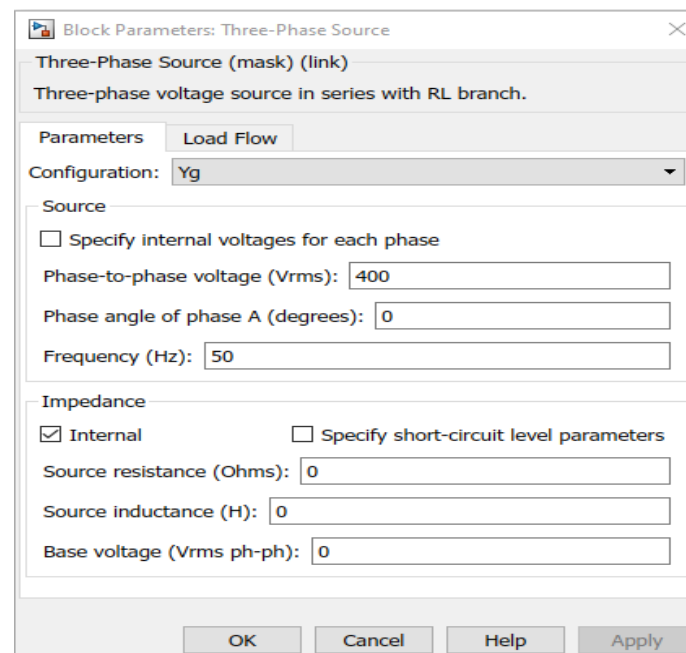 Block Parameters: Three-Phase Source
Three-Phase Source (mask) (link)
Three-phase voltage source in series with RL branch.
Parameters Load Flow
Configuration: Yg
Source
Specify internal voltages for each phase
Phase-to-phase voltage (Vrms): 400
Phase angle of phase A (degrees): 0
Frequency (Hz): 50
Impedance
Internal Specify short-circuit level parameters
Source resistance (Ohms): 0
Source inductance (H): 0
Base voltage (Vrms ph-ph): 0
OK Cancel Help Apply